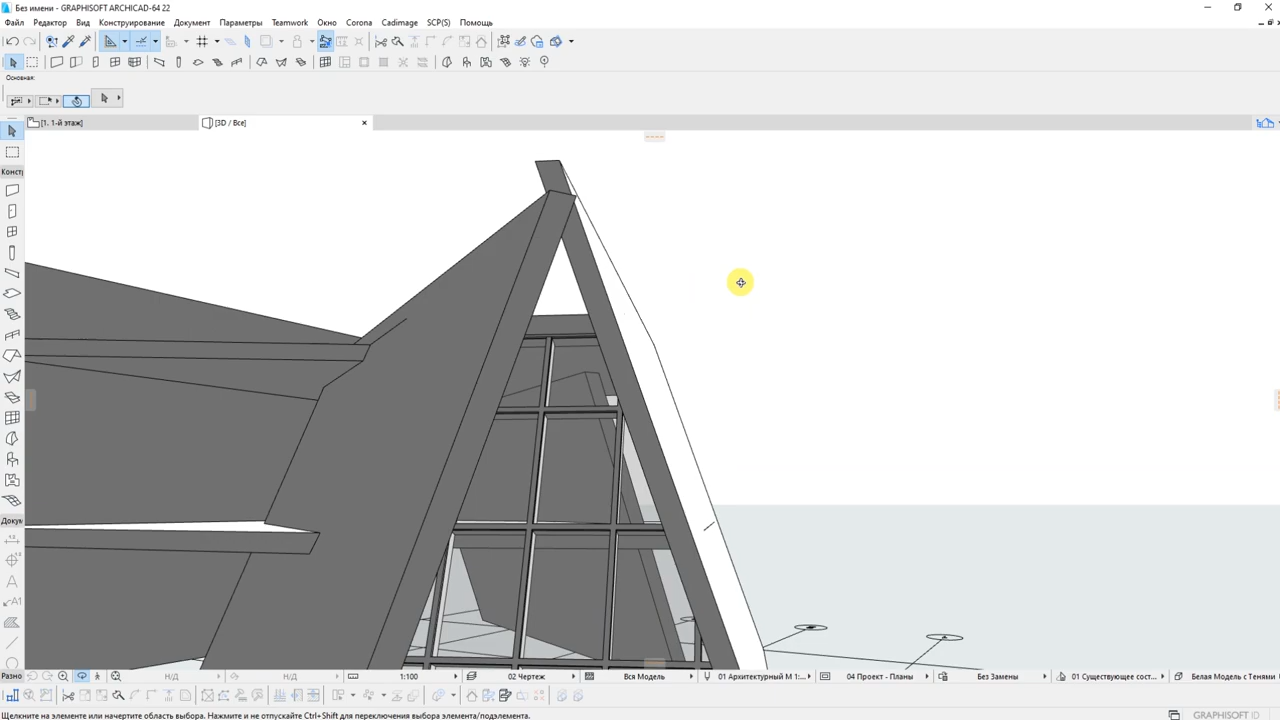 Без имени - GRAPHISOFT ARCHICAD-64 22
Файл Редактор Вид Конструирование Документ Параметры Teamwork Окно Corona Cadimage SCP(S) Помощь
Основная:
[1. 1-й этаж]
[3D / Все]
Констр
Докум
A
A1
Разно
Н/Д
Н/Д
1:100
02 Чертеж
Вся Модель
01 Архитектурный М 1:...
04 Проект - Планы
Без Замены
01 Существующее сост...
Белая Модель с Тенями
Щелкните на элементе или начертите область выбора. Нажмите и не отпускайте Ctrl+Shift для переключения выбора элемента/подэлемента.
GRAPHISOFT ID